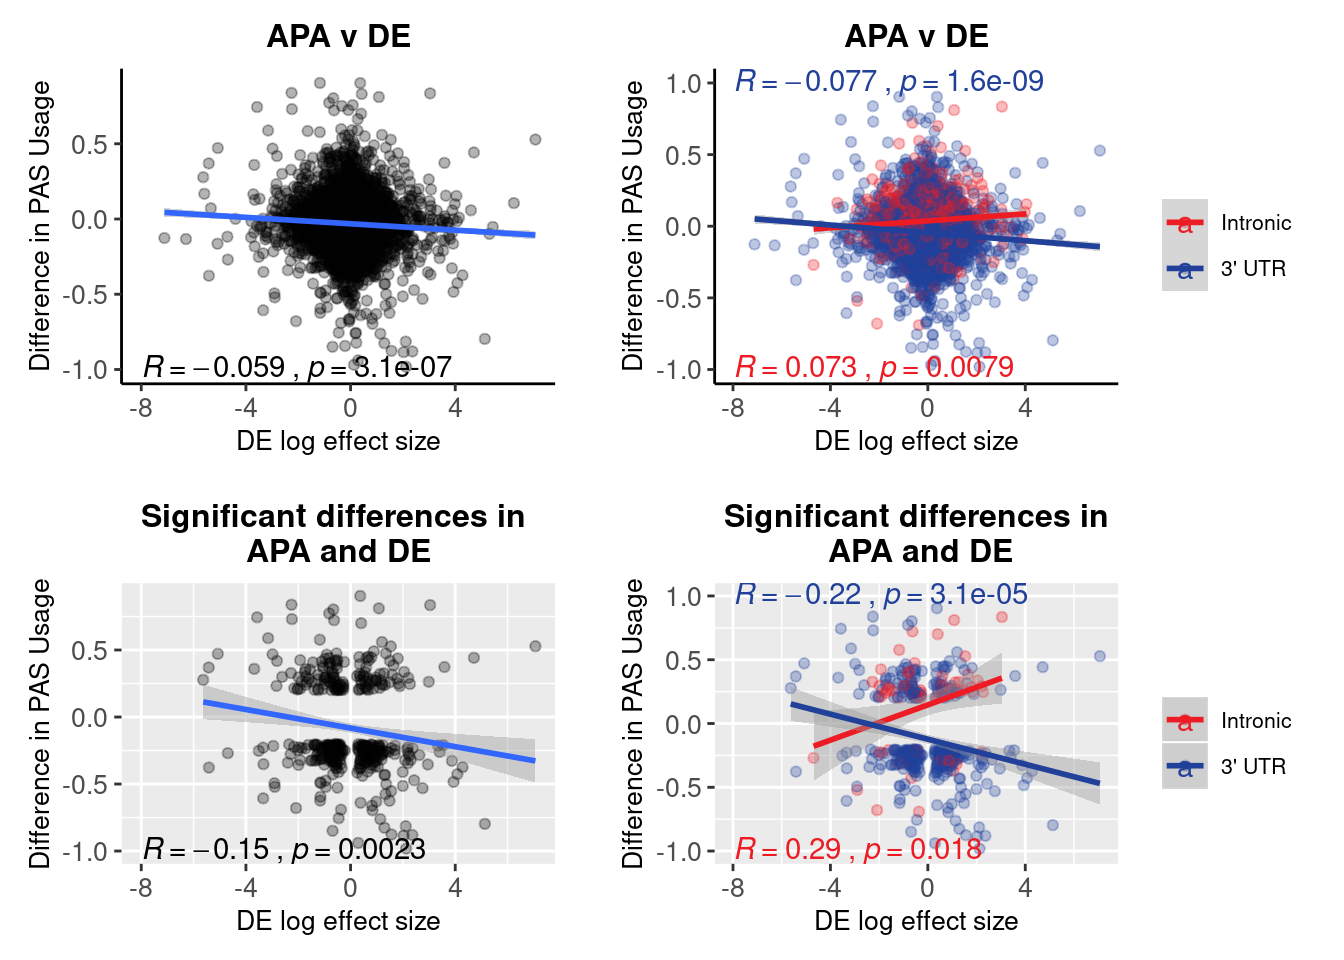 APA v DE
Difference in PAS Usage
0.5
0.0
-0.5
-1.0
R = −0.059 , p = 3.1e-07
-8 -4 0 4
DE log effect size
APA v DE
Difference in PAS Usage
1.0
0.5
0.0
-0.5
-1.0
R = −0.077 , p = 1.6e-09
R = 0.073 , p = 0.0079
-8 -4 0 4
DE log effect size
a Intronic
a 3' UTR
Significant differences in
APA and DE
Difference in PAS Usage
0.5
0.0
-0.5
-1.0
R = −0.15 , p = 0.0023
-8 -4 0 4
DE log effect size
Significant differences in
APA and DE
Difference in PAS Usage
1.0
0.5
0.0
-0.5
-1.0
R = −0.22 , p = 3.1e-05
R = 0.29 , p = 0.018
-8 -4 0 4
DE log effect size
a Intronic
a 3' UTR